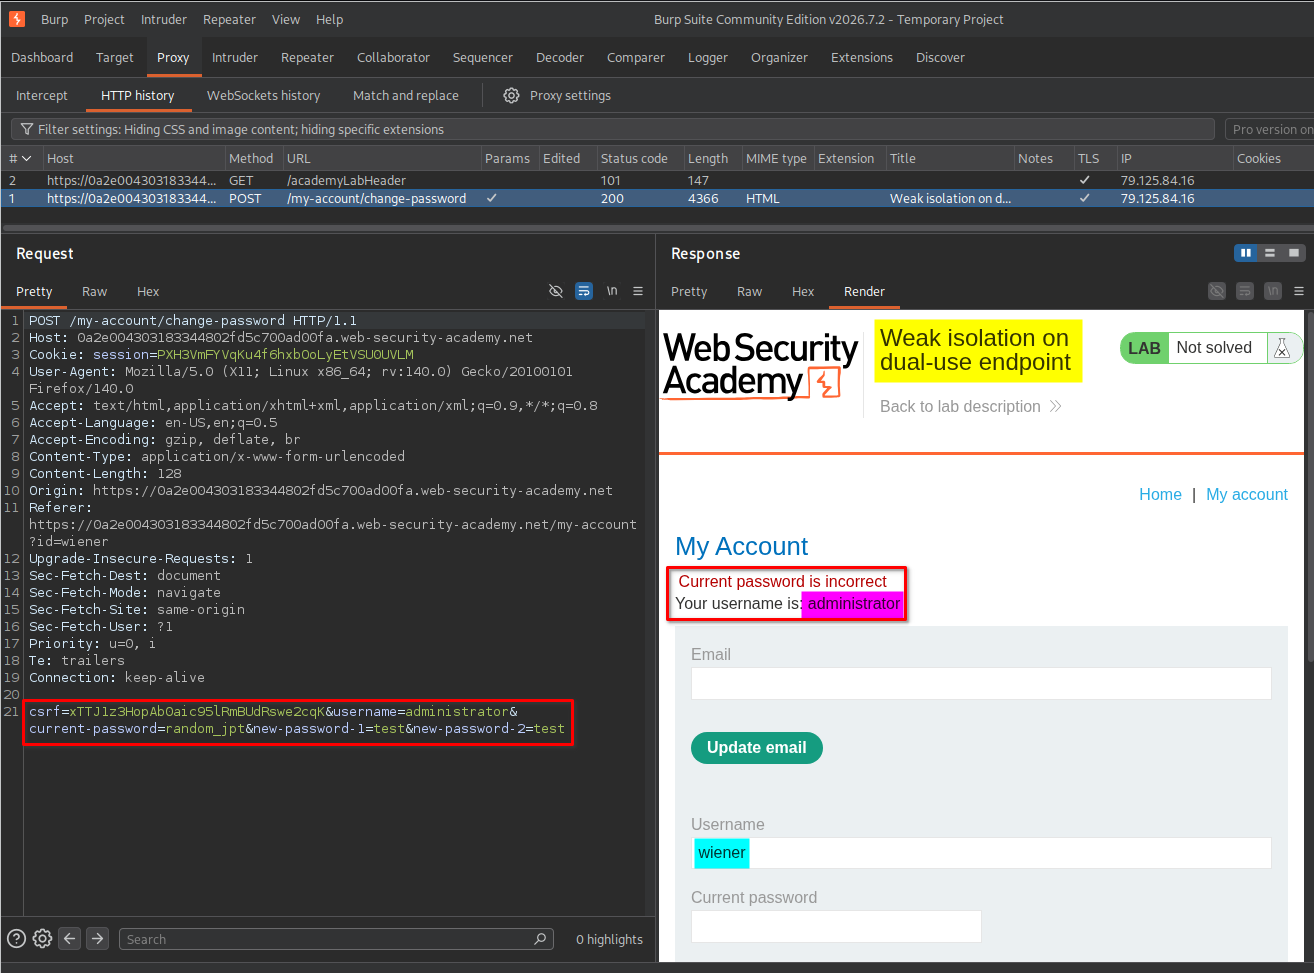 Burp Project Intruder Repeater View Help Burp Suite Community Edition v2026.7.2 - Temporary Project
Dashboard Target Proxy Intruder Repeater Collaborator Sequencer Decoder Comparer Logger Organizer Extensions Discover
Intercept HTTP history WebSockets history Match and replace Proxy settings
Filter settings: Hiding CSS and image content; hiding specific extensions Pro version on
# Host Method URL Params Edited Status code Length MIME type Extension Title Notes TLS IP Cookies
2 https://0a2e004303183344... GET /academyLabHeader 101 147 ✓ 79.125.84.16
1 https://0a2e004303183344... POST /my-account/change-password ✓ 200 4366 HTML Weak isolation on d... ✓ 79.125.84.16
Request
Pretty Raw Hex \n
1 POST /my-account/change-password HTTP/1.1
2 Host: 0a2e004303183344802fd5c700ad00fa.web-security-academy.net
3 Cookie: session=PXH3VmFYVqKu4f6hxbOoLyEtVSUOUVLM
4 User-Agent: Mozilla/5.0 (X11; Linux x86_64; rv:140.0) Gecko/20100101
Firefox/140.0
5 Accept: text/html,application/xhtml+xml,application/xml;q=0.9,*/*;q=0.8
6 Accept-Language: en-US,en;q=0.5
7 Accept-Encoding: gzip, deflate, br
8 Content-Type: application/x-www-form-urlencoded
9 Content-Length: 128
10 Origin: https://0a2e004303183344802fd5c700ad00fa.web-security-academy.net
11 Referer:
https://0a2e004303183344802fd5c700ad00fa.web-security-academy.net/my-account
?id=wiener
12 Upgrade-Insecure-Requests: 1
13 Sec-Fetch-Dest: document
14 Sec-Fetch-Mode: navigate
15 Sec-Fetch-Site: same-origin
16 Sec-Fetch-User: ?1
17 Priority: u=0, i
18 Te: trailers
19 Connection: keep-alive
20
21 csrf=xTTJ1z3HopAb0aic95lRmBUdRswe2cqK&username=administrator&
current-password=random_jpt&new-password-1=test&new-password-2=test
Search 0 highlights
Response
Pretty Raw Hex Render \n
Web Security
Academy
Weak isolation on
dual-use endpoint
Back to lab description
LAB Not solved
Home | My account
My Account
Current password is incorrect
Your username is: administrator
Email
Update email
Username
wiener
Current password